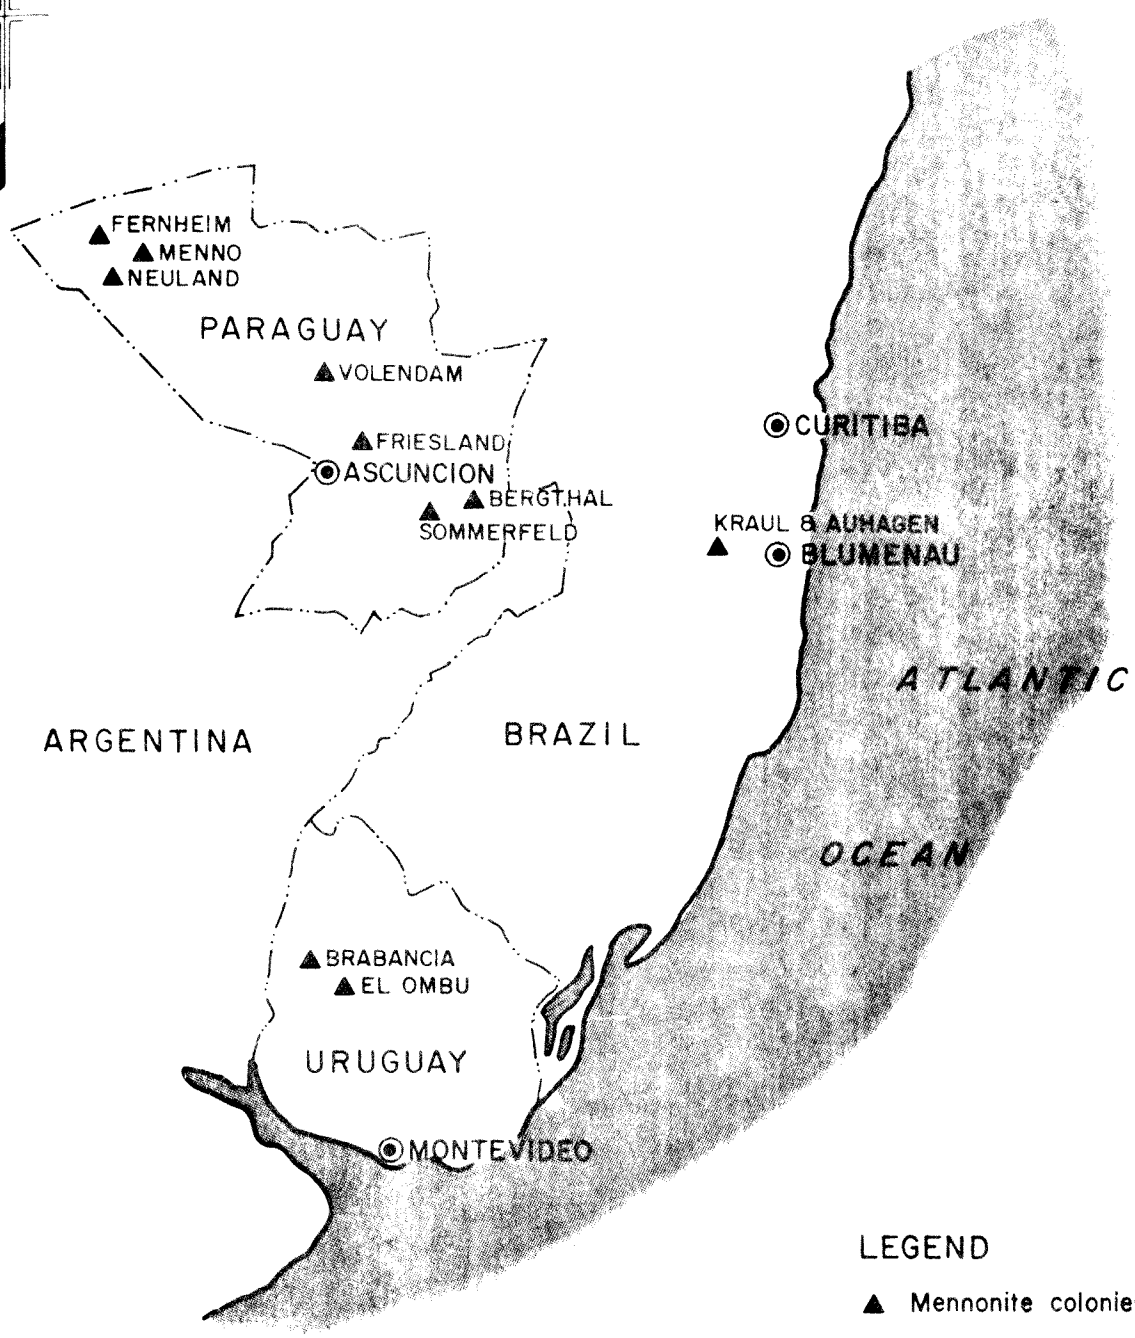 FERNHEIM
MENNO
NEULAND
PARAGUAY
VOLENDAM
CURITIBA
FRIESLAND
ASCUNCION
BERGTHAL
SOMMERFELD
KRAUL & AUHAGEN
BLUMENAU
ATLANTIC
ARGENTINA
BRAZIL
OCEAN
BRABANCIA
EL OMBU
URUGUAY
MONTEVIDEO
LEGEND
Mennonite colonie